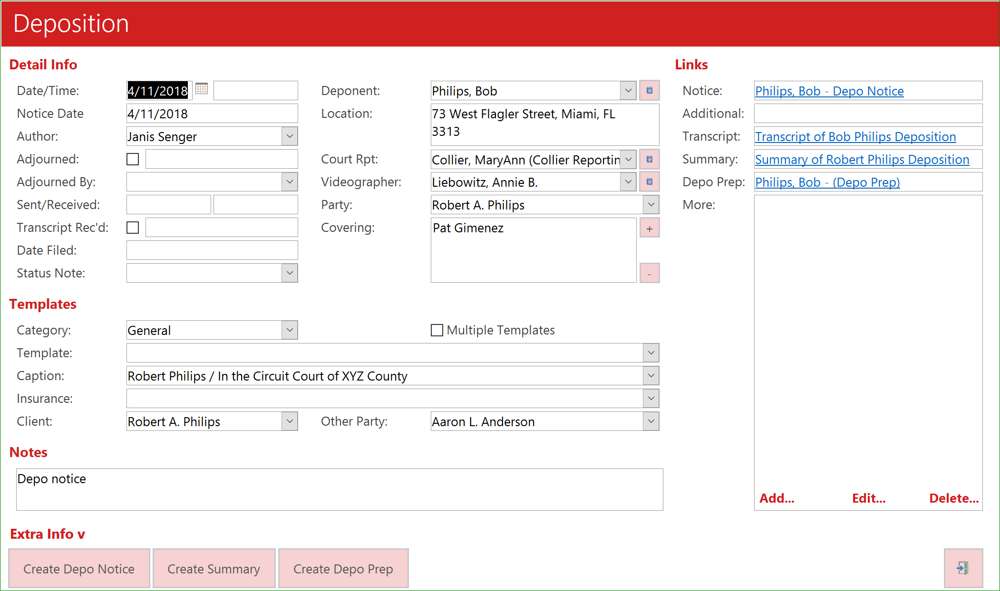 Deposition
Detail Info
Date/Time: 4/11/2018
Notice Date 4/11/2018
Author: Janis Senger
Adjourned:
Adjourned By:
Sent/Received:
Transcript Rec'd:
Date Filed:
Status Note:
Deponent: Philips, Bob
Location: 73 West Flagler Street, Miami, FL
3313
Court Rpt: Collier, MaryAnn (Collier Reportin
Videographer: Liebowitz, Annie B.
Party: Robert A. Philips
Covering: Pat Gimenez
+
-
Links
Notice: Philips, Bob - Depo Notice
Additional:
Transcript: Transcript of Bob Philips Deposition
Summary: Summary of Robert Philips Deposition
Depo Prep: Philips, Bob - (Depo Prep)
More:
Add... Edit... Delete...
Templates
Category: General
Multiple Templates
Template:
Caption: Robert Philips / In the Circuit Court of XYZ County
Insurance:
Client: Robert A. Philips
Other Party: Aaron L. Anderson
Notes
Depo notice
Extra Info v
Create Depo Notice
Create Summary
Create Depo Prep